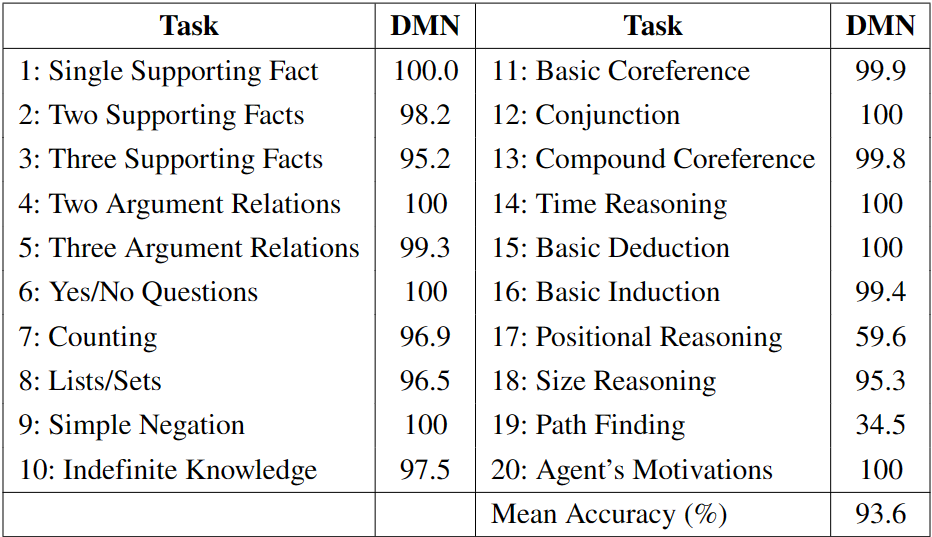 Task DMN Task DMN
1: Single Supporting Fact 100.0 11: Basic Coreference 99.9
2: Two Supporting Facts 98.2 12: Conjunction 100
3: Three Supporting Facts 95.2 13: Compound Coreference 99.8
4: Two Argument Relations 100 14: Time Reasoning 100
5: Three Argument Relations 99.3 15: Basic Deduction 100
6: Yes/No Questions 100 16: Basic Induction 99.4
7: Counting 96.9 17: Positional Reasoning 59.6
8: Lists/Sets 96.5 18: Size Reasoning 95.3
9: Simple Negation 100 19: Path Finding 34.5
10: Indefinite Knowledge 97.5 20: Agent’s Motivations 100
Mean Accuracy (%) 93.6